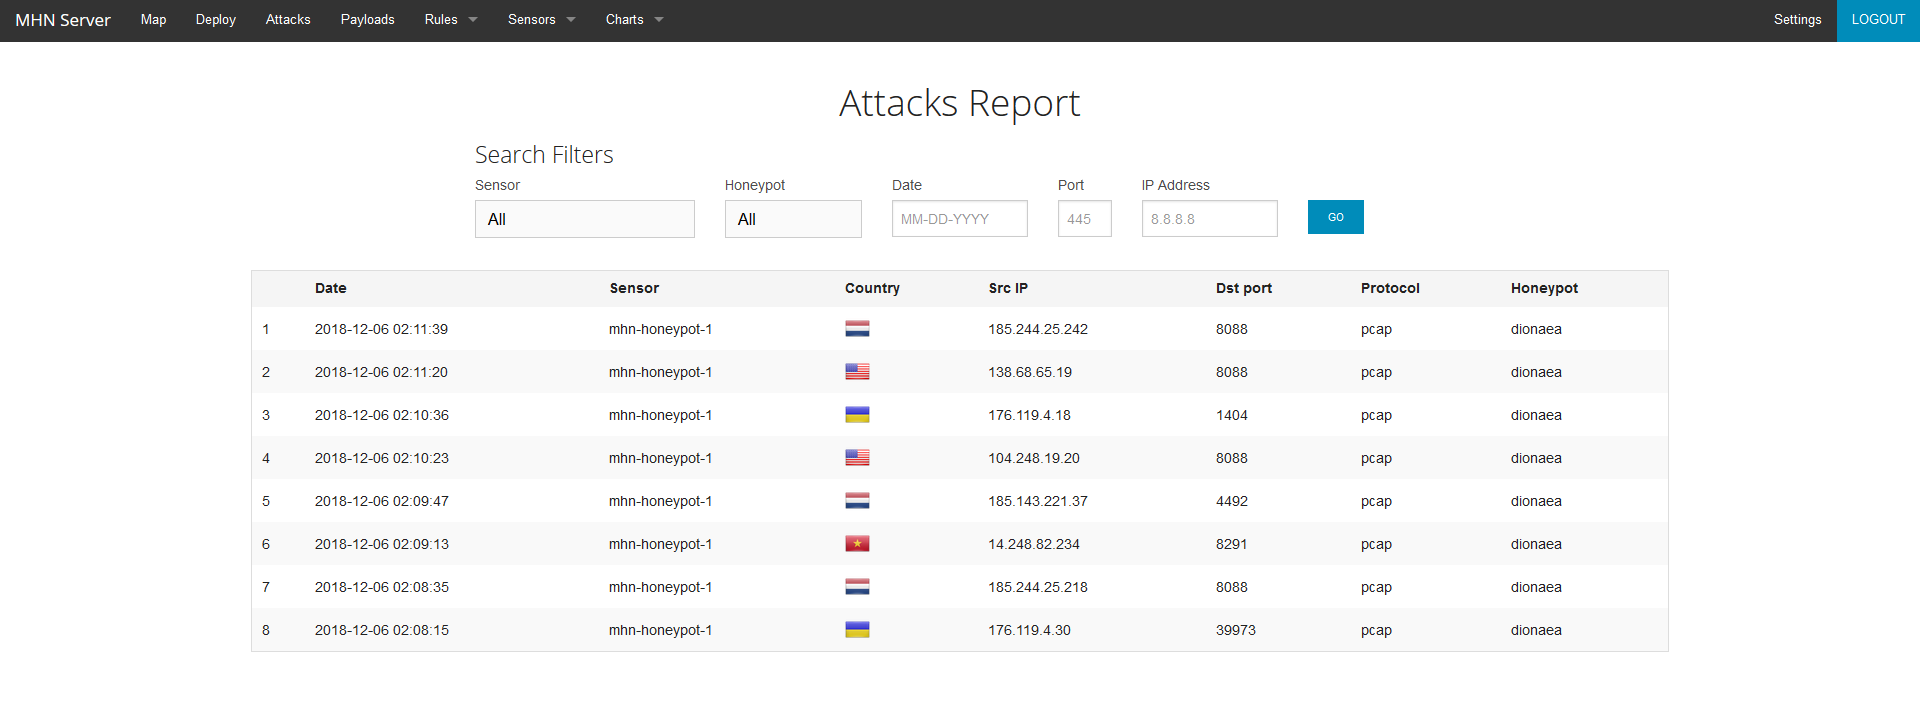 MHN Server Map Deploy Attacks Payloads Rules Sensors Charts Settings LOGOUT
Attacks Report
Search Filters
Sensor Honeypot Date Port IP Address
All All MM-DD-YYYY 445 8.8.8.8 GO
Date Sensor Country Src IP Dst port Protocol Honeypot
1 2018-12-06 02:11:39 mhn-honeypot-1 185.244.25.242 8088 pcap dionaea
2 2018-12-06 02:11:20 mhn-honeypot-1 138.68.65.19 8088 pcap dionaea
3 2018-12-06 02:10:36 mhn-honeypot-1 176.119.4.18 1404 pcap dionaea
4 2018-12-06 02:10:23 mhn-honeypot-1 104.248.19.20 8088 pcap dionaea
5 2018-12-06 02:09:47 mhn-honeypot-1 185.143.221.37 4492 pcap dionaea
6 2018-12-06 02:09:13 mhn-honeypot-1 14.248.82.234 8291 pcap dionaea
7 2018-12-06 02:08:35 mhn-honeypot-1 185.244.25.218 8088 pcap dionaea
8 2018-12-06 02:08:15 mhn-honeypot-1 176.119.4.30 39973 pcap dionaea